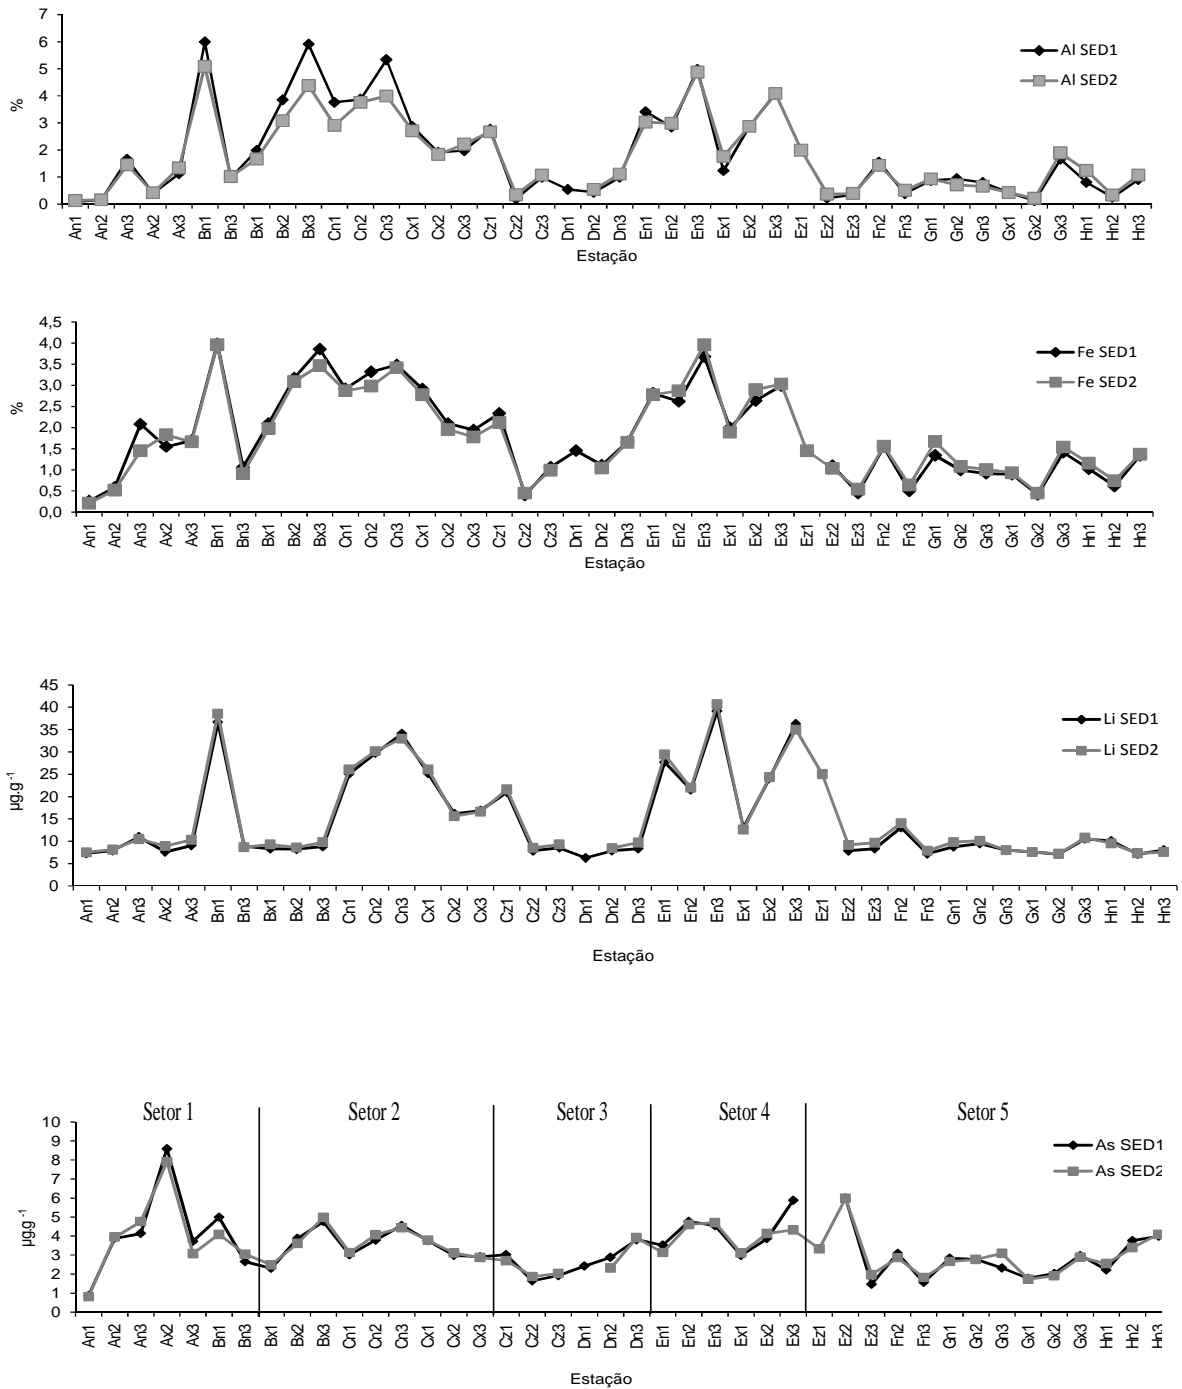 7
6
5
4
3
2
1
0
%
Al SED1
Al SED2
An1 An2 An3 Ax2 Ax3 Bn1 Bn3 Bx1 Bx2 Bx3 Cn1 Cn2 Cn3 Cx1 Cx2 Cx3 Cz1 Cz2 Cz3 Dn1 Dn2 Dn3 En1 En2 En3 Ex1 Ex2 Ex3 Ez1 Ez2 Ez3 Fn2 Fn3 Gn1 Gn2 Gn3 Gx1 Gx2 Gx3 Hn1 Hn2 Hn3
Estação
4,5
4,0
3,5
3,0
2,5
2,0
1,5
1,0
0,5
0,0
%
Fe SED1
Fe SED2
An1 An2 An3 Ax2 Ax3 Bn1 Bn3 Bx1 Bx2 Bx3 Cn1 Cn2 Cn3 Cx1 Cx2 Cx3 Cz1 Cz2 Cz3 Dn1 Dn2 Dn3 En1 En2 En3 Ex1 Ex2 Ex3 Ez1 Ez2 Ez3 Fn2 Fn3 Gn1 Gn2 Gn3 Gx1 Gx2 Gx3 Hn1 Hn2 Hn3
Estação
45
40
35
30
25
20
15
10
5
0
µg.g⁻¹
Li SED1
Li SED2
An1 An2 An3 Ax2 Ax3 Bn1 Bn3 Bx1 Bx2 Bx3 Cn1 Cn2 Cn3 Cx1 Cx2 Cx3 Cz1 Cz2 Cz3 Dn1 Dn2 Dn3 En1 En2 En3 Ex1 Ex2 Ex3 Ez1 Ez2 Ez3 Fn2 Fn3 Gn1 Gn2 Gn3 Gx1 Gx2 Gx3 Hn1 Hn2 Hn3
Estação
Setor 1 Setor 2 Setor 3 Setor 4 Setor 5
10
9
8
7
6
5
4
3
2
1
0
µg.g⁻¹
As SED1
As SED2
An1 An2 An3 Ax2 Ax3 Bn1 Bn3 Bx1 Bx2 Bx3 Cn1 Cn2 Cn3 Cx1 Cx2 Cx3 Cz1 Cz2 Cz3 Dn1 Dn2 Dn3 En1 En2 En3 Ex1 Ex2 Ex3 Ez1 Ez2 Ez3 Fn2 Fn3 Gn1 Gn2 Gn3 Gx1 Gx2 Gx3 Hn1 Hn2 Hn3
Estação